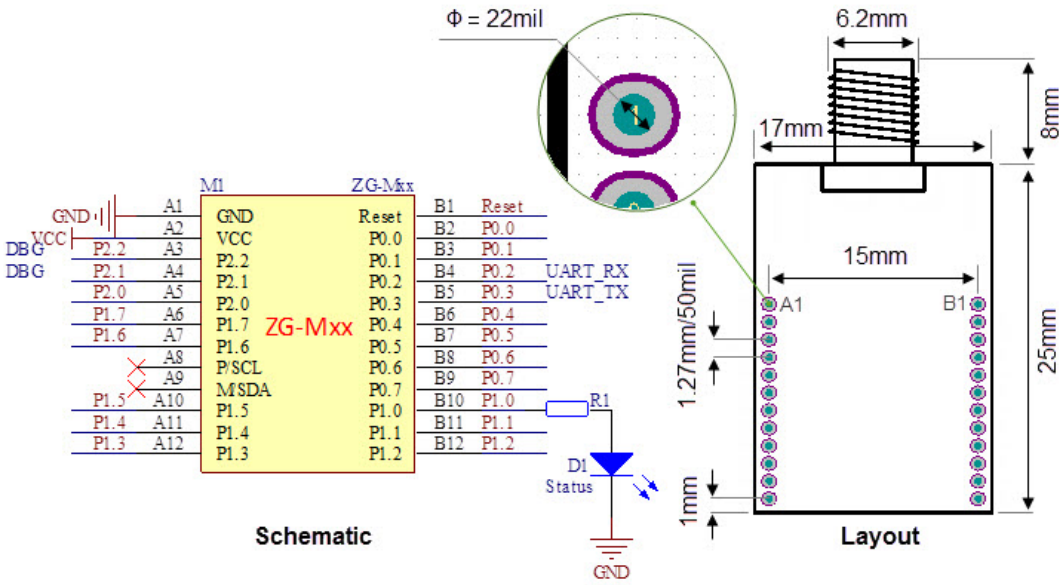 Φ = 22mil
6.2mm
8mm
17mm
1
M1 ZG-Mxx
GND A1 GND Reset B1 Reset
VCC A2 VCC P0.0 B2 P0.0
DBG P2.2 A3 P2.2 P0.1 B3 P0.1
DBG P2.1 A4 P2.1 P0.2 B4 P0.2 UART_RX
P2.0 A5 P2.0 P0.3 B5 P0.3 UART_TX
P1.7 A6 P1.7 P0.4 B6 P0.4
P1.6 A7 P1.6 P0.5 B7 P0.5
A8 P/SCL P0.6 B8 P0.6
A9 M/SDA P0.7 B9 P0.7
P1.5 A10 P1.5 P1.0 B10 P1.0 R1
P1.4 A11 P1.4 P1.1 B11 P1.1
P1.3 A12 P1.3 P1.2 B12 P1.2
ZG-Mxx
D1
Status
GND
15mm
A1 B1
1.27mm/50mil
25mm
1mm
Schematic
Layout